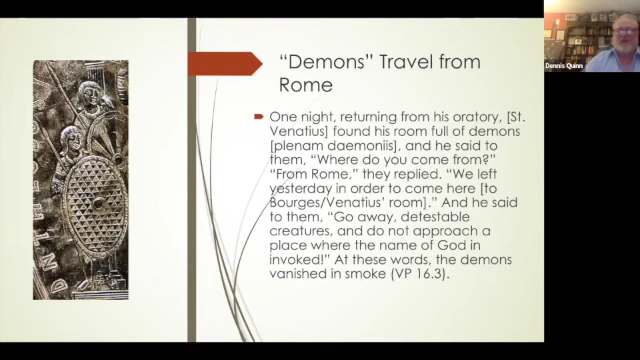 “Demons” Travel from
Rome
One night, returning from his oratory, [St.
Venatius] found his room full of demons
[plenam daemoniis], and he said to
them, “Where do you come from?”
“From Rome,” they replied. “We left
yesterday in order to come here [to
Bourges/Venatius’ room].” And he said
to them, “Go away, detestable
creatures, and do not approach a
place where the name of God in
invoked!” At these words, the demons
vanished in smoke (VP 16.3).
Dennis Quinn